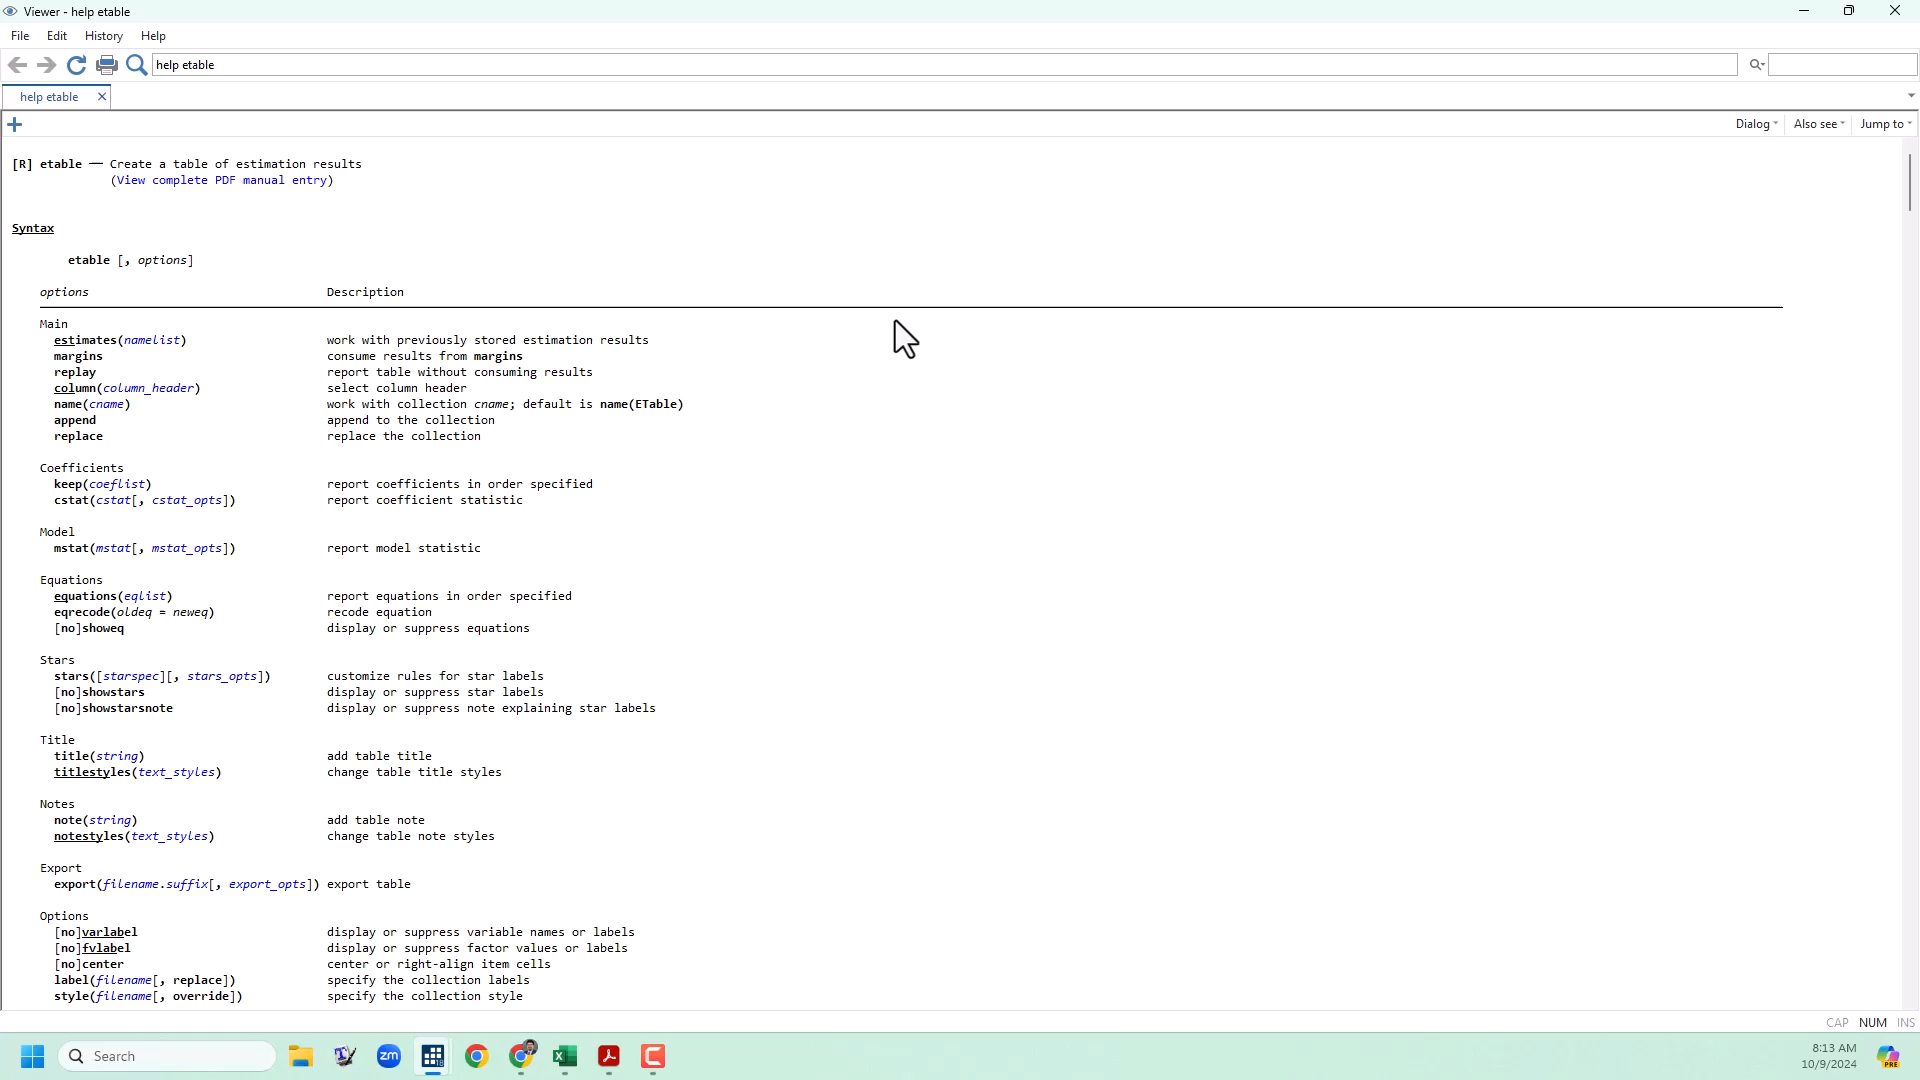 Viewer - help etable
File Edit History Help
help etable
help etable
Dialog Also see Jump to
[R] etable — Create a table of estimation results
(View complete PDF manual entry)
Syntax
etable [, options]
options Description
Main
estimates(namelist) work with previously stored estimation results
margins consume results from margins
replay report table without consuming results
column(column_header) select column header
name(cname) work with collection cname; default is name(ETable)
append append to the collection
replace replace the collection
Coefficients
keep(coeflist) report coefficients in order specified
cstat(cstat[, cstat_opts]) report coefficient statistic
Model
mstat(mstat[, mstat_opts]) report model statistic
Equations
equations(eqlist) report equations in order specified
eqrecode(oldeq = neweq) recode equation
[no]showeq display or suppress equations
Stars
stars([starspec][, stars_opts]) customize rules for star labels
[no]showstars display or suppress star labels
[no]showstarsnote display or suppress note explaining star labels
Title
title(string) add table title
titlestyles(text_styles) change table title styles
Notes
note(string) add table note
notestyles(text_styles) change table note styles
Export
export(filename.suffix[, export_opts]) export table
Options
[no]varlabel display or suppress variable names or labels
[no]fvlabel display or suppress factor values or labels
[no]center center or right-align item cells
label(filename[, replace]) specify the collection labels
style(filename[, override]) specify the collection style
CAP NUM INS
Search
zm
8:13 AM
10/9/2024
PRE